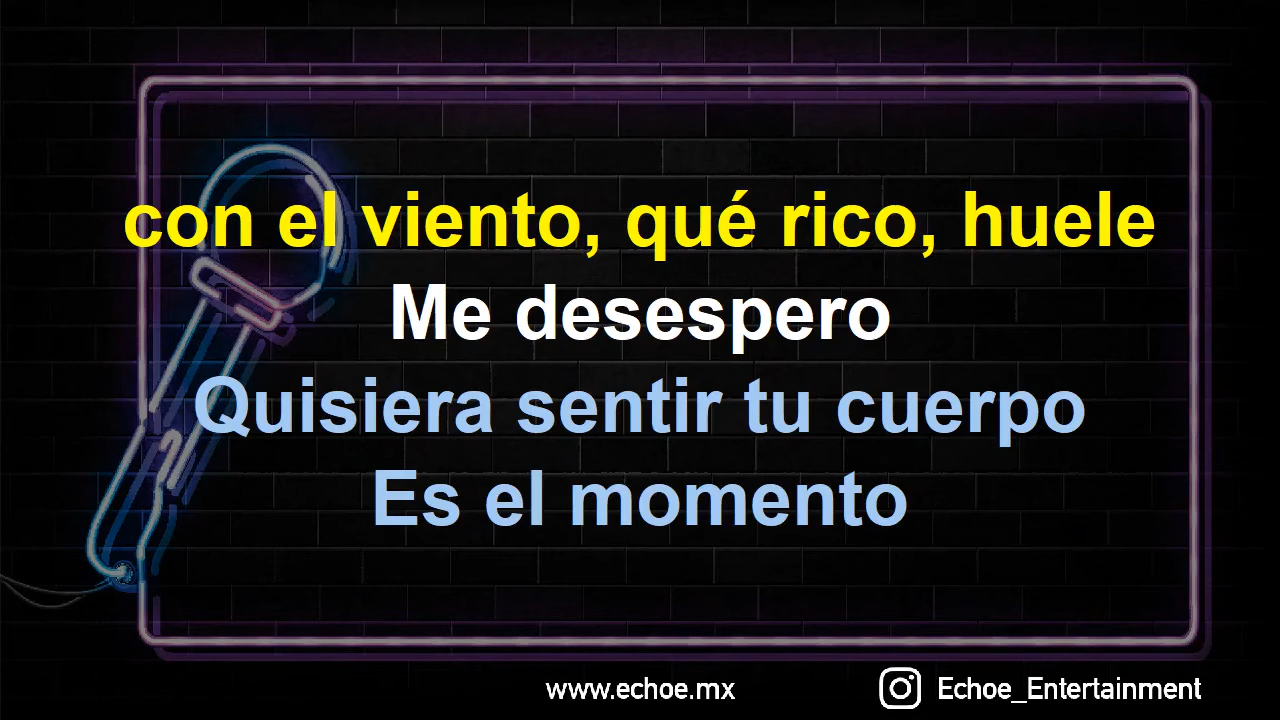 con el viento, qué rico, huele
Me desespero
Quisiera sentir tu cuerpo
Es el momento
www.echoe.mx
Echoe_Entertainment